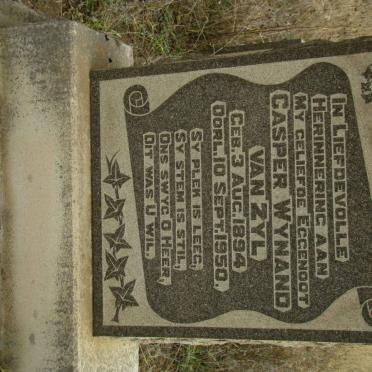 IN LIEFDEVOLLE
HERINNERING AAN
MY GELIEFDE EGGENOOT
CASPER WYNAND
VAN ZYL
GEB. 3 AUG. 1894
OORL. 10 SEPT. 1950.
SY PLEK IS LEEG,
SY STEM IS STIL,
ONS SWYG O HEER,
DIT WAS U WIL.